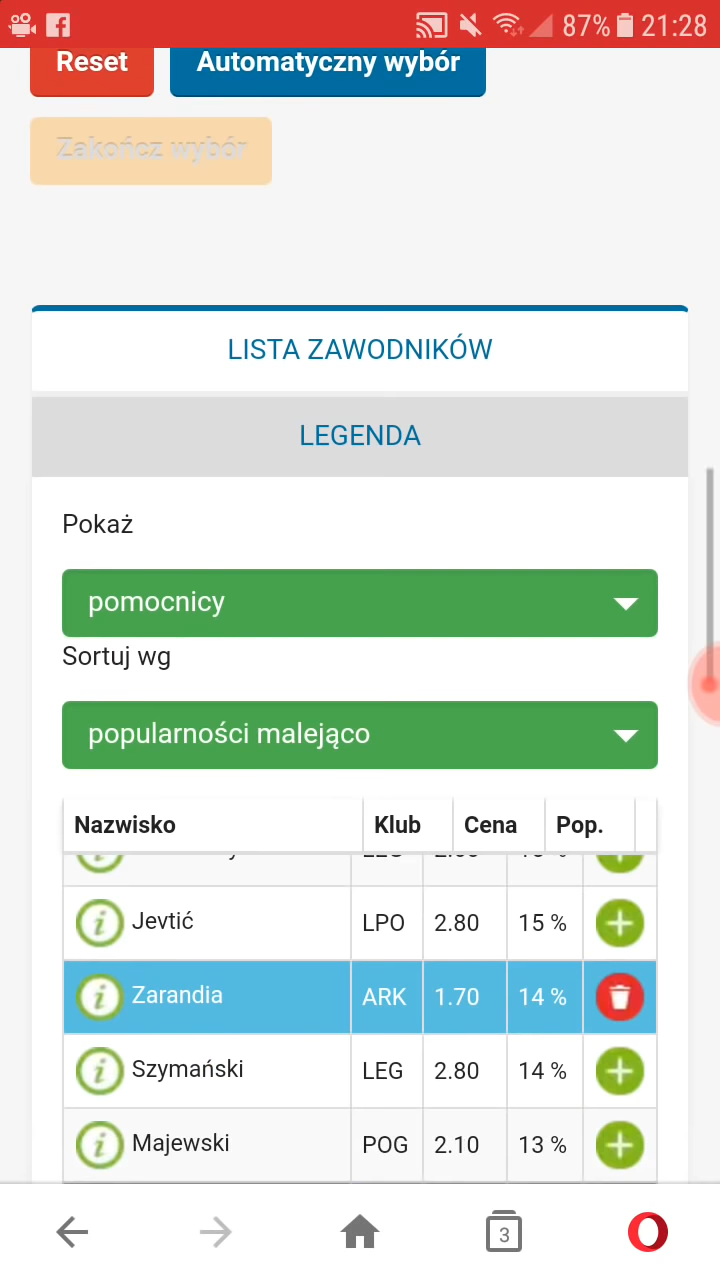 87% 21:28
Reset Automatyczny wybór
Zakończ wybór
LISTA ZAWODNIKÓW
LEGENDA
Pokaż
pomocnicy
Sortuj wg
popularności malejąco
Nazwisko Klub Cena Pop.
i Jevtić LPO 2.80 15 %
i Zarandia ARK 1.70 14 %
i Szymański LEG 2.80 14 %
i Majewski POG 2.10 13 %
3